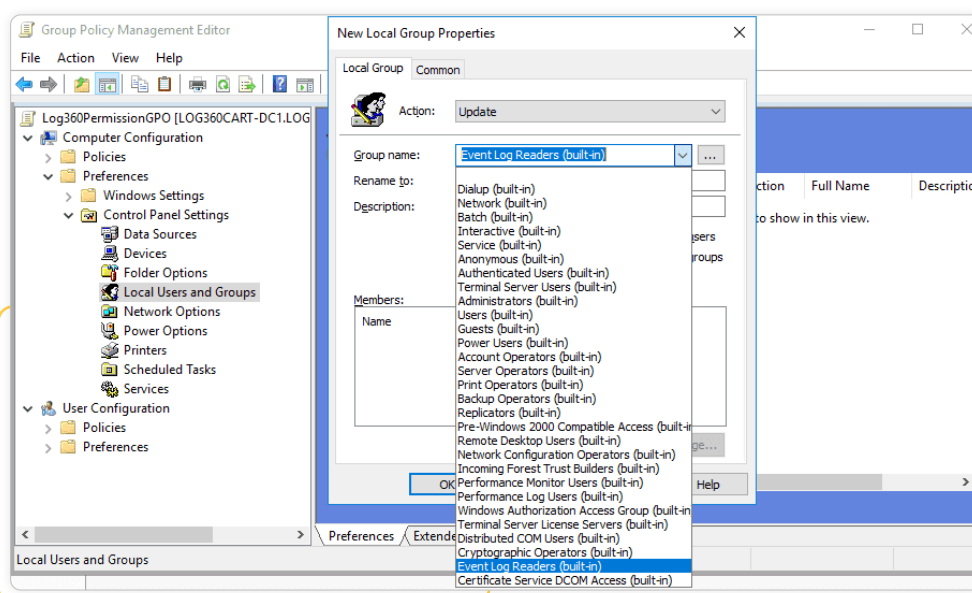 Group Policy Management Editor
File Action View Help
Log360PermissionGPO [LOG360CART-DC1.LOG
Computer Configuration
Policies
Preferences
Windows Settings
Control Panel Settings
Data Sources
Devices
Folder Options
Local Users and Groups
Network Options
Power Options
Printers
Scheduled Tasks
Services
User Configuration
Policies
Preferences
New Local Group Properties
Local Group Common
Action: Update
Group name: Event Log Readers (built-in) ...
Rename to:
Description:
Members:
Name
Dialup (built-in)
Network (built-in)
Batch (built-in)
Interactive (built-in)
Service (built-in)
Anonymous (built-in)
Authenticated Users (built-in)
Terminal Server Users (built-in)
Administrators (built-in)
Users (built-in)
Guests (built-in)
Power Users (built-in)
Account Operators (built-in)
Server Operators (built-in)
Print Operators (built-in)
Backup Operators (built-in)
Replicators (built-in)
Pre-Windows 2000 Compatible Access (built-in
Remote Desktop Users (built-in)
Network Configuration Operators (built-in)
Incoming Forest Trust Builders (built-in)
Performance Monitor Users (built-in)
Performance Log Users (built-in)
Windows Authorization Access Group (built-in
Terminal Server License Servers (built-in)
Distributed COM Users (built-in)
Cryptographic Operators (built-in)
Event Log Readers (built-in)
Certificate Service DCOM Access (built-in)
sers
roups
ge...
OK
Help
ction Full Name Descriptio
to show in this view.
Preferences Extende
Local Users and Groups